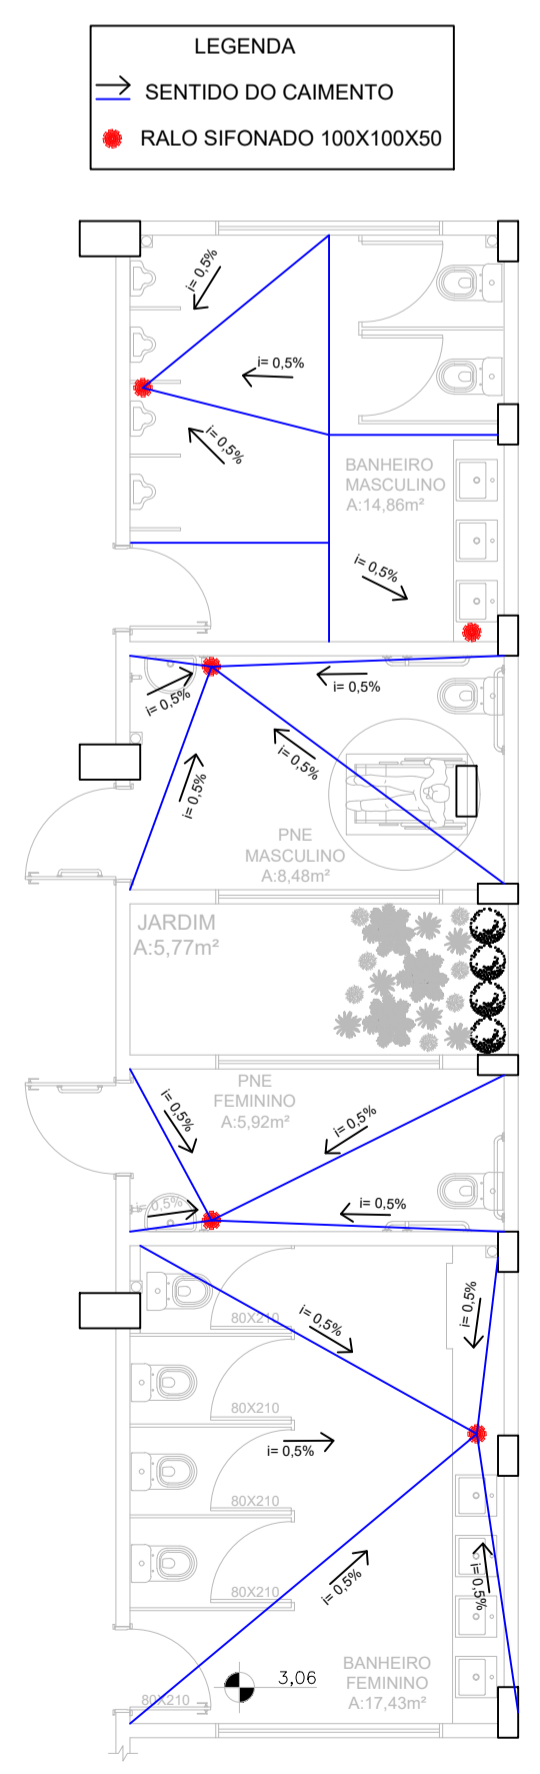 LEGENDA
SENTIDO DO CAIMENTO
RALO SIFONADO 100X100X50
i= 0,5%
i= 0,5%
i= 0,5%
BANHEIRO
MASCULINO
A:14,86m²
i= 0,5%
i= 0,5%
i= 0,5%
i= 0,5%
i= 0,5%
PNE
MASCULINO
A:8,48m²
JARDIM
A:5,77m²
PNE
FEMININO
A:5,92m²
i= 0,5%
i= 0,5%
i= 0,5%
0,5%
i= 0,5%
i= 0,5%
80X210
80X210
i= 0,5%
80X210
i= 0,5%
i= 0,5%
80X210
BANHEIRO
FEMININO
A:17,43m²
3,06
80X210